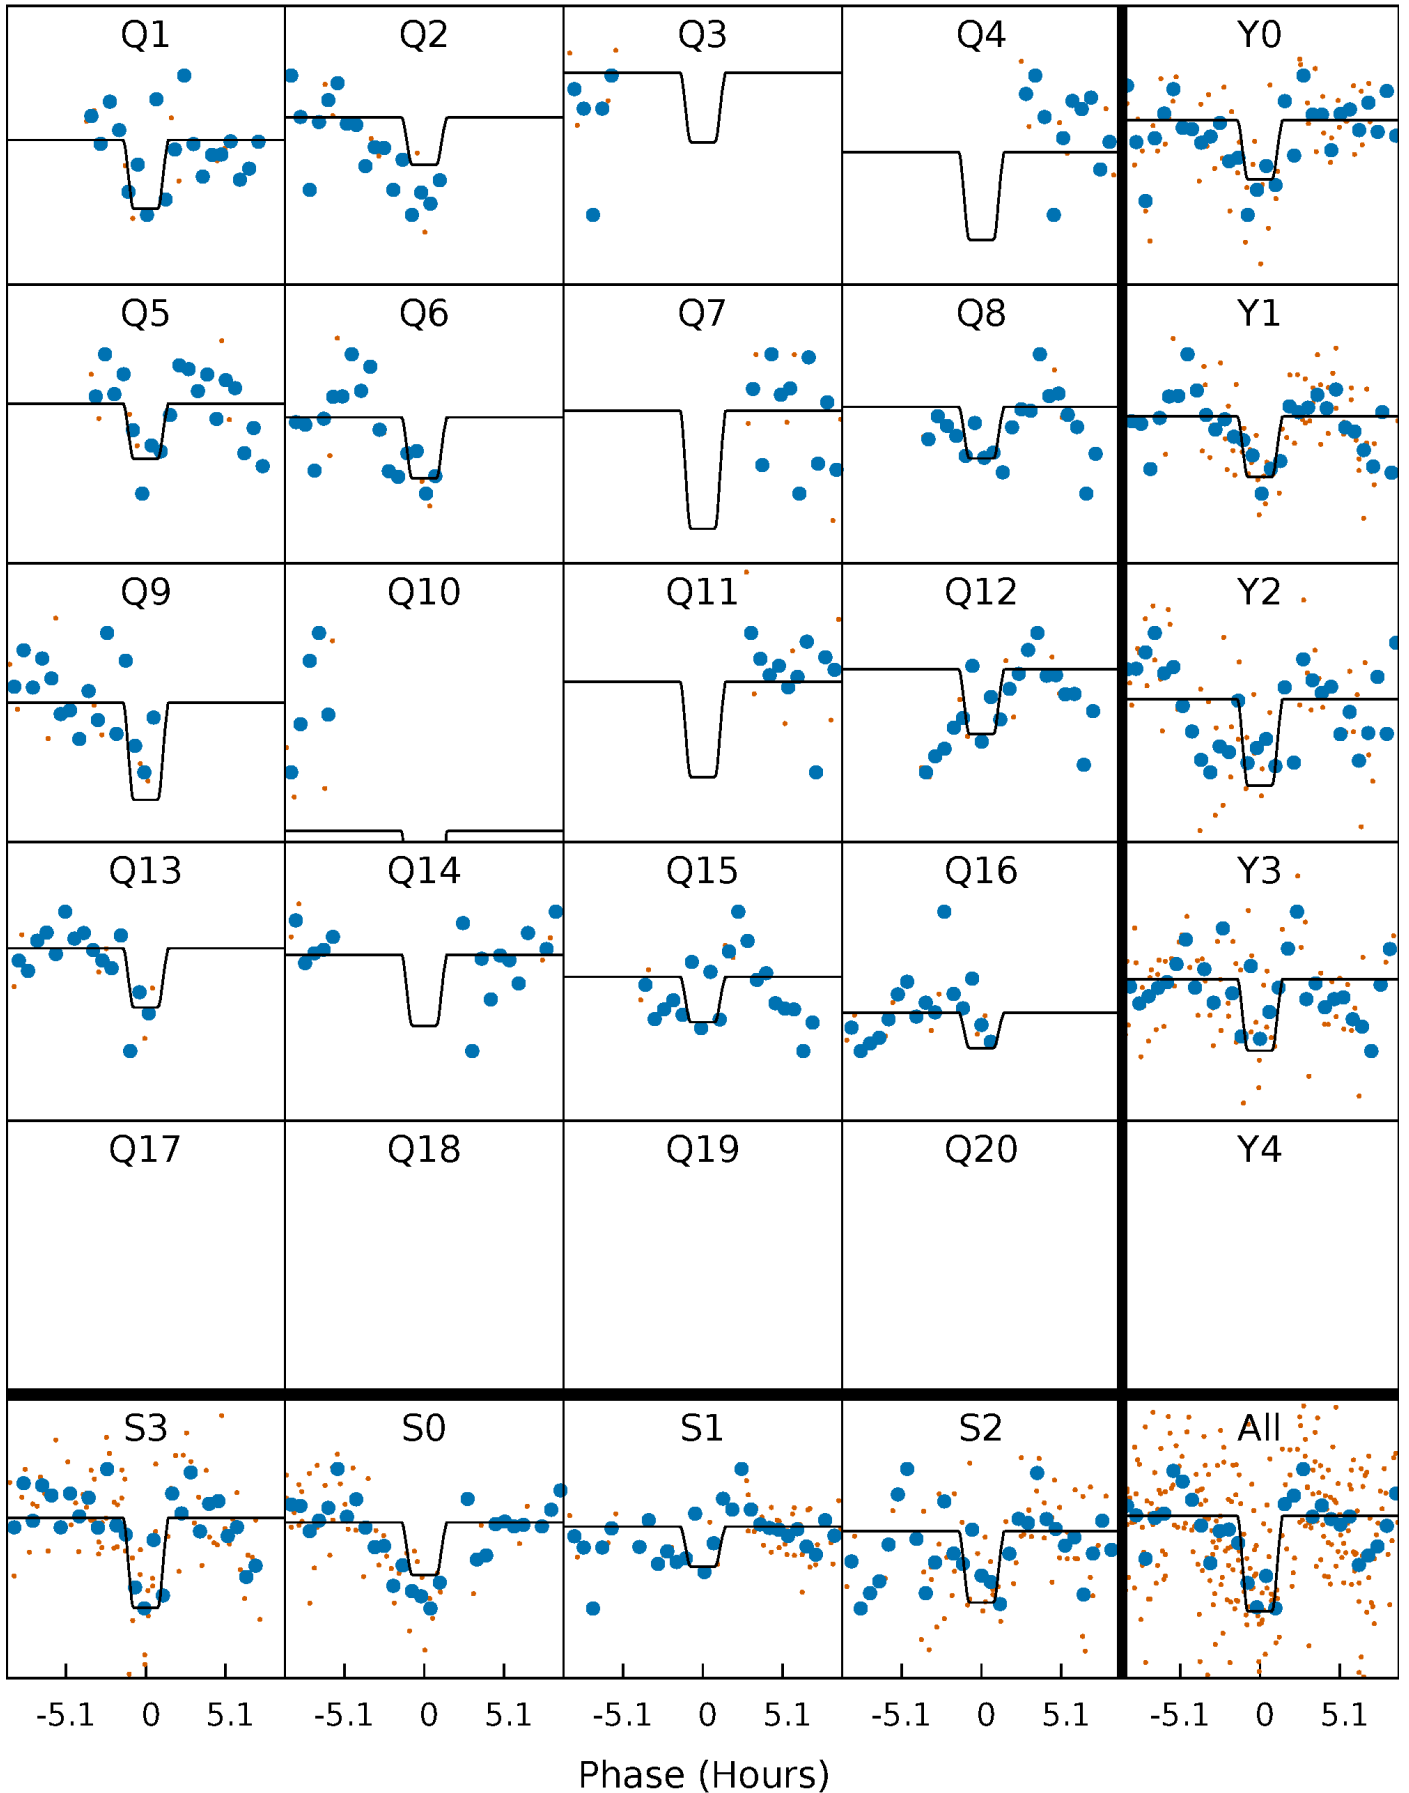 Q1 Q2 Q3 Q4 Y0
Q5 Q6 Q7 Q8 Y1
Q9 Q10 Q11 Q12 Y2
Q13 Q14 Q15 Q16 Y3
Q17 Q18 Q19 Q20 Y4
S3 S0 S1 S2 All
-5.1 0 5.1 -5.1 0 5.1 -5.1 0 5.1 -5.1 0 5.1 -5.1 0 5.1
Phase (Hours)